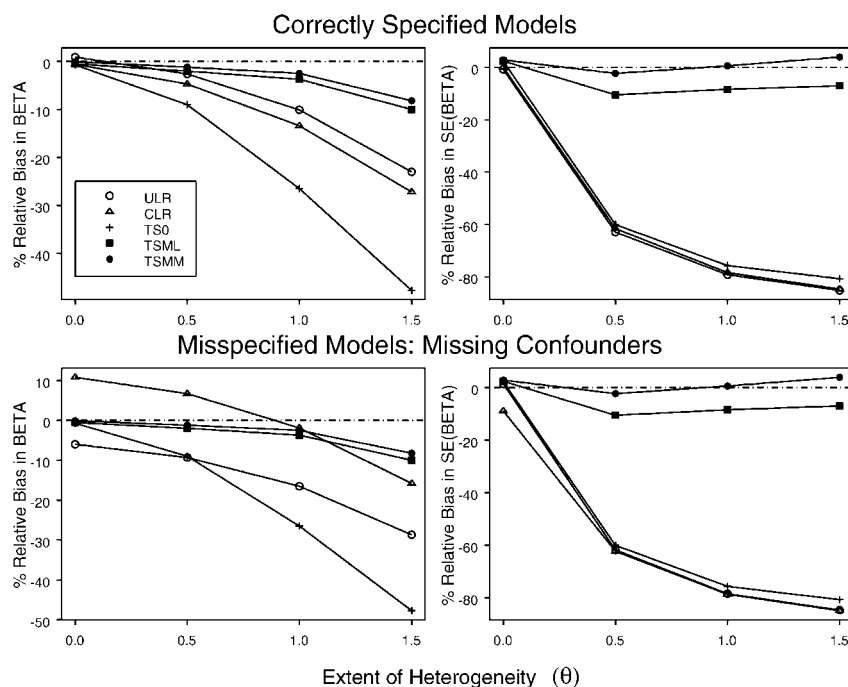 Correctly Specified Models
% Relative Bias in BETA
0
-10
-20
-30
-40
ULR
CLR
TS0
TSML
TSMM
0.0 0.5 1.0 1.5
% Relative Bias in SE(BETA)
0
-20
-40
-60
-80
0.0 0.5 1.0 1.5
Misspecified Models: Missing Confounders
% Relative Bias in BETA
10
0
-10
-20
-30
-40
-50
0.0 0.5 1.0 1.5
% Relative Bias in SE(BETA)
0
-20
-40
-60
-80
0.0 0.5 1.0 1.5
Extent of Heterogeneity (θ)